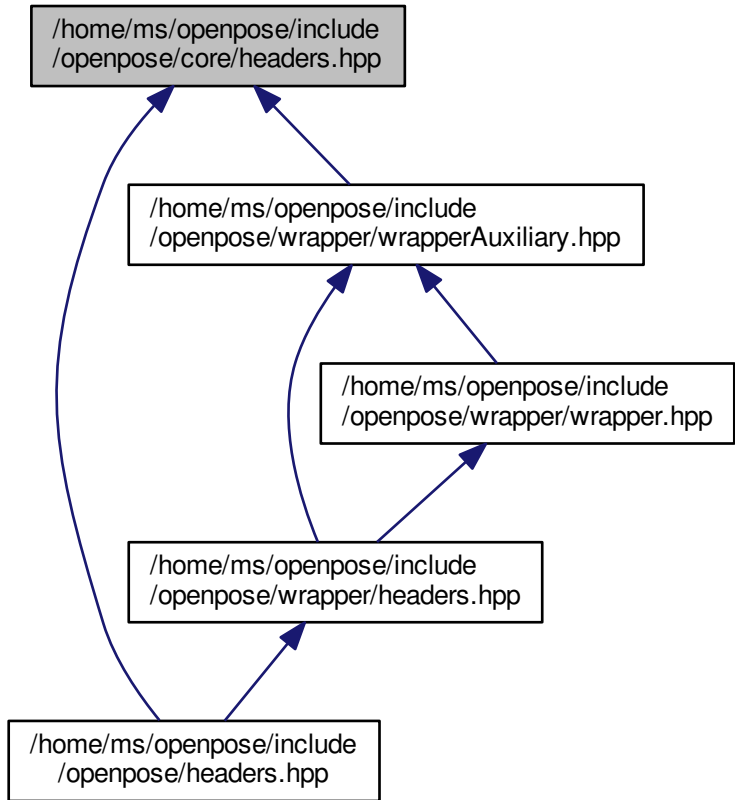 /home/ms/openpose/include
/openpose/core/headers.hpp
/home/ms/openpose/include
/openpose/wrapper/wrapperAuxiliary.hpp
/home/ms/openpose/include
/openpose/wrapper/wrapper.hpp
/home/ms/openpose/include
/openpose/wrapper/headers.hpp
/home/ms/openpose/include
/openpose/headers.hpp